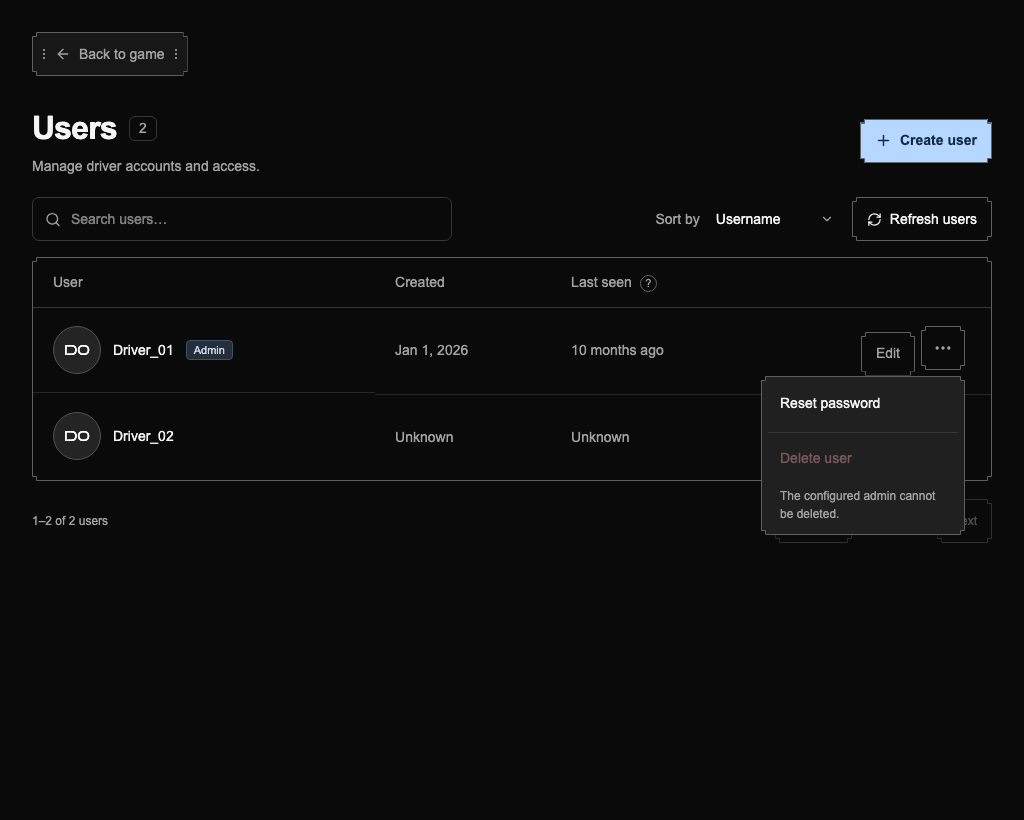 Back to game
Users 2
Manage driver accounts and access.
Create user
Search users…
Sort by Username
Refresh users
User Created Last seen ?
DO Driver_01 Admin Jan 1, 2026 10 months ago Edit
Reset password
DO Driver_02 Unknown Unknown
Delete user
The configured admin cannot
be deleted.
1–2 of 2 users